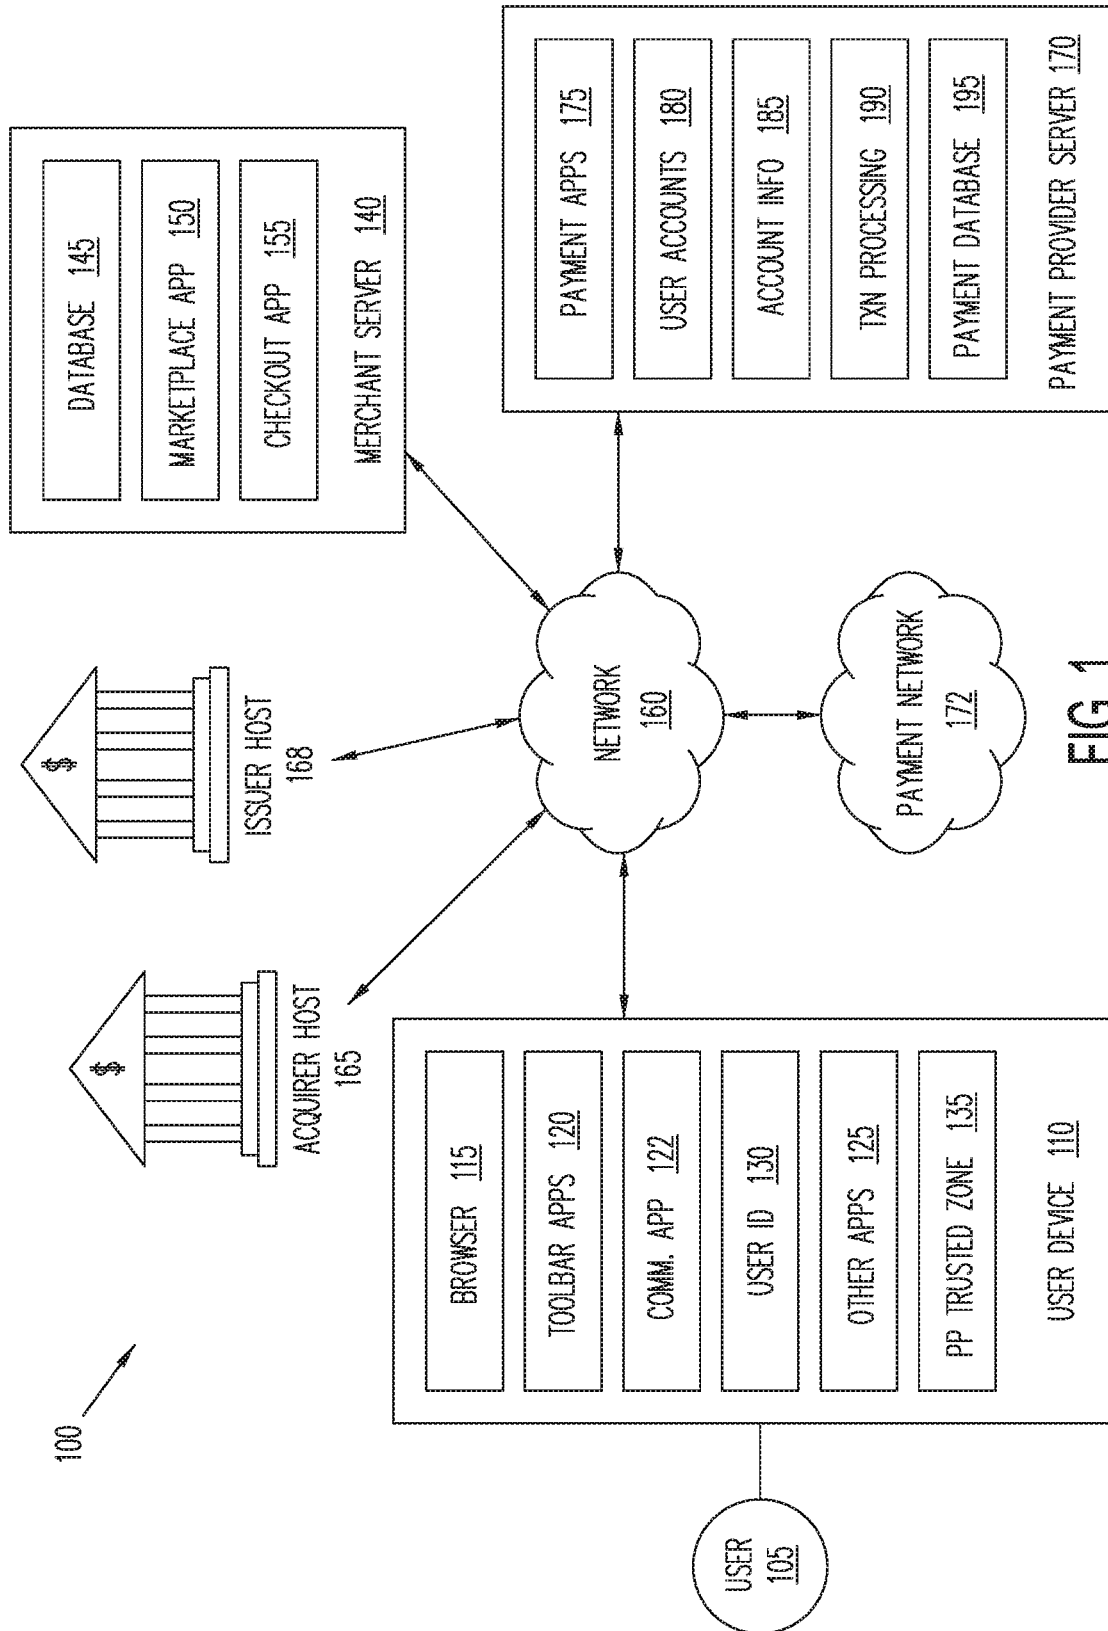 100
ACQUIRER HOST
165
ISSUER HOST
168
DATABASE 145
MARKETPLACE APP 150
CHECKOUT APP 155
MERCHANT SERVER 140
USER
105
BROWSER 115
TOOLBAR APPS 120
COMM. APP 122
USER ID 130
OTHER APPS 125
PP TRUSTED ZONE 135
USER DEVICE 110
NETWORK
160
PAYMENT NETWORK
172
PAYMENT APPS 175
USER ACCOUNTS 180
ACCOUNT INFO 185
TXN PROCESSING 190
PAYMENT DATABASE 195
PAYMENT PROVIDER SERVER 170
$
$
FIG. 1